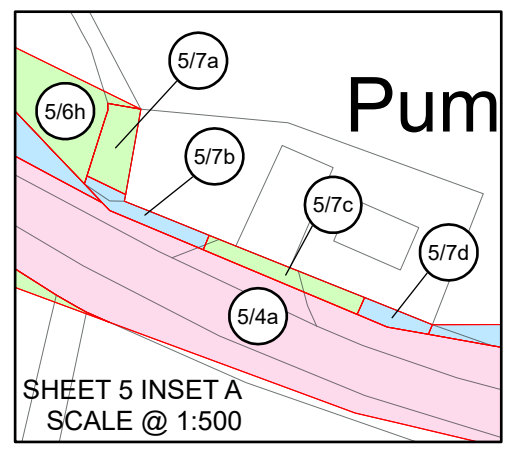 5/7a
Pum
5/6h
5/7b
5/7c
5/7d
5/4a
SHEET 5 INSET A
SCALE @ 1:500